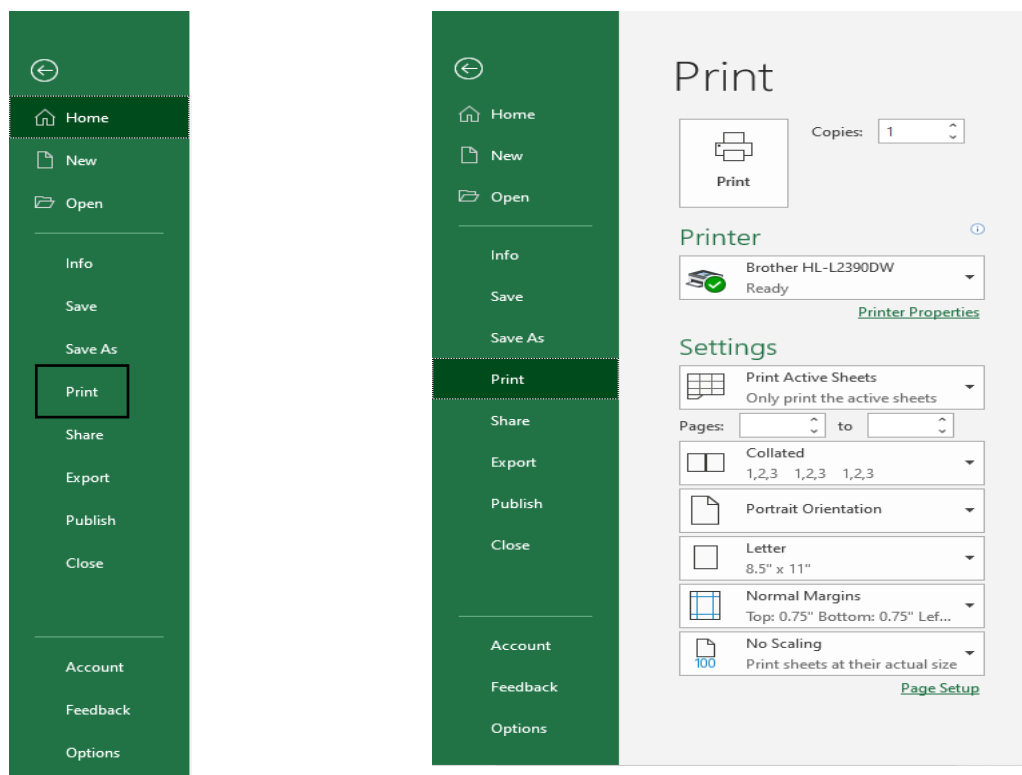 Home
New
Open
Info
Save
Save As
Print
Share
Export
Publish
Close
Account
Feedback
Options
Home
New
Open
Info
Save
Save As
Print
Share
Export
Publish
Close
Account
Feedback
Options
Print
Print
Copies: 1
Printer
Brother HL-L2390DW
Ready
Printer Properties
Settings
Print Active Sheets
Only print the active sheets
Pages: to
Collated
1,2,3 1,2,3 1,2,3
Portrait Orientation
Letter
8.5" x 11"
Normal Margins
Top: 0.75" Bottom: 0.75" Lef...
No Scaling
100
Print sheets at their actual size
Page Setup